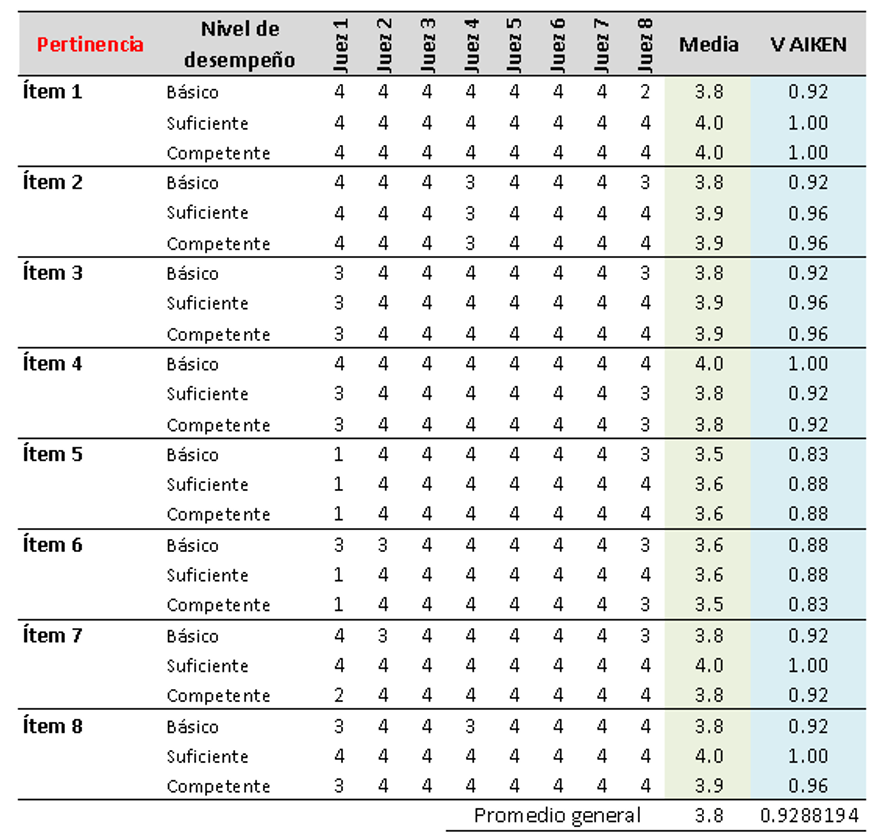 Pertinencia Nivel de desempeño Juez 1 Juez 2 Juez 3 Juez 4 Juez 5 Juez 6 Juez 7 Juez 8 Media V AIKEN
Ítem 1 Básico 4 4 4 4 4 4 4 2 3.8 0.92
Suficiente 4 4 4 4 4 4 4 4 4.0 1.00
Competente 4 4 4 4 4 4 4 4 4.0 1.00
Ítem 2 Básico 4 4 4 3 4 4 4 3 3.8 0.92
Suficiente 4 4 4 3 4 4 4 4 3.9 0.96
Competente 4 4 4 3 4 4 4 4 3.9 0.96
Ítem 3 Básico 3 4 4 4 4 4 4 3 3.8 0.92
Suficiente 3 4 4 4 4 4 4 4 3.9 0.96
Competente 3 4 4 4 4 4 4 4 3.9 0.96
Ítem 4 Básico 4 4 4 4 4 4 4 4 4.0 1.00
Suficiente 3 4 4 4 4 4 4 3 3.8 0.92
Competente 3 4 4 4 4 4 4 3 3.8 0.92
Ítem 5 Básico 1 4 4 4 4 4 4 3 3.5 0.83
Suficiente 1 4 4 4 4 4 4 4 3.6 0.88
Competente 1 4 4 4 4 4 4 4 3.6 0.88
Ítem 6 Básico 3 3 4 4 4 4 4 3 3.6 0.88
Suficiente 1 4 4 4 4 4 4 4 3.6 0.88
Competente 1 4 4 4 4 4 4 3 3.5 0.83
Ítem 7 Básico 4 3 4 4 4 4 4 3 3.8 0.92
Suficiente 4 4 4 4 4 4 4 4 4.0 1.00
Competente 2 4 4 4 4 4 4 4 3.8 0.92
Ítem 8 Básico 3 4 4 3 4 4 4 4 3.8 0.92
Suficiente 4 4 4 4 4 4 4 4 4.0 1.00
Competente 3 4 4 4 4 4 4 4 3.9 0.96
Promedio general 3.8 0.9288194